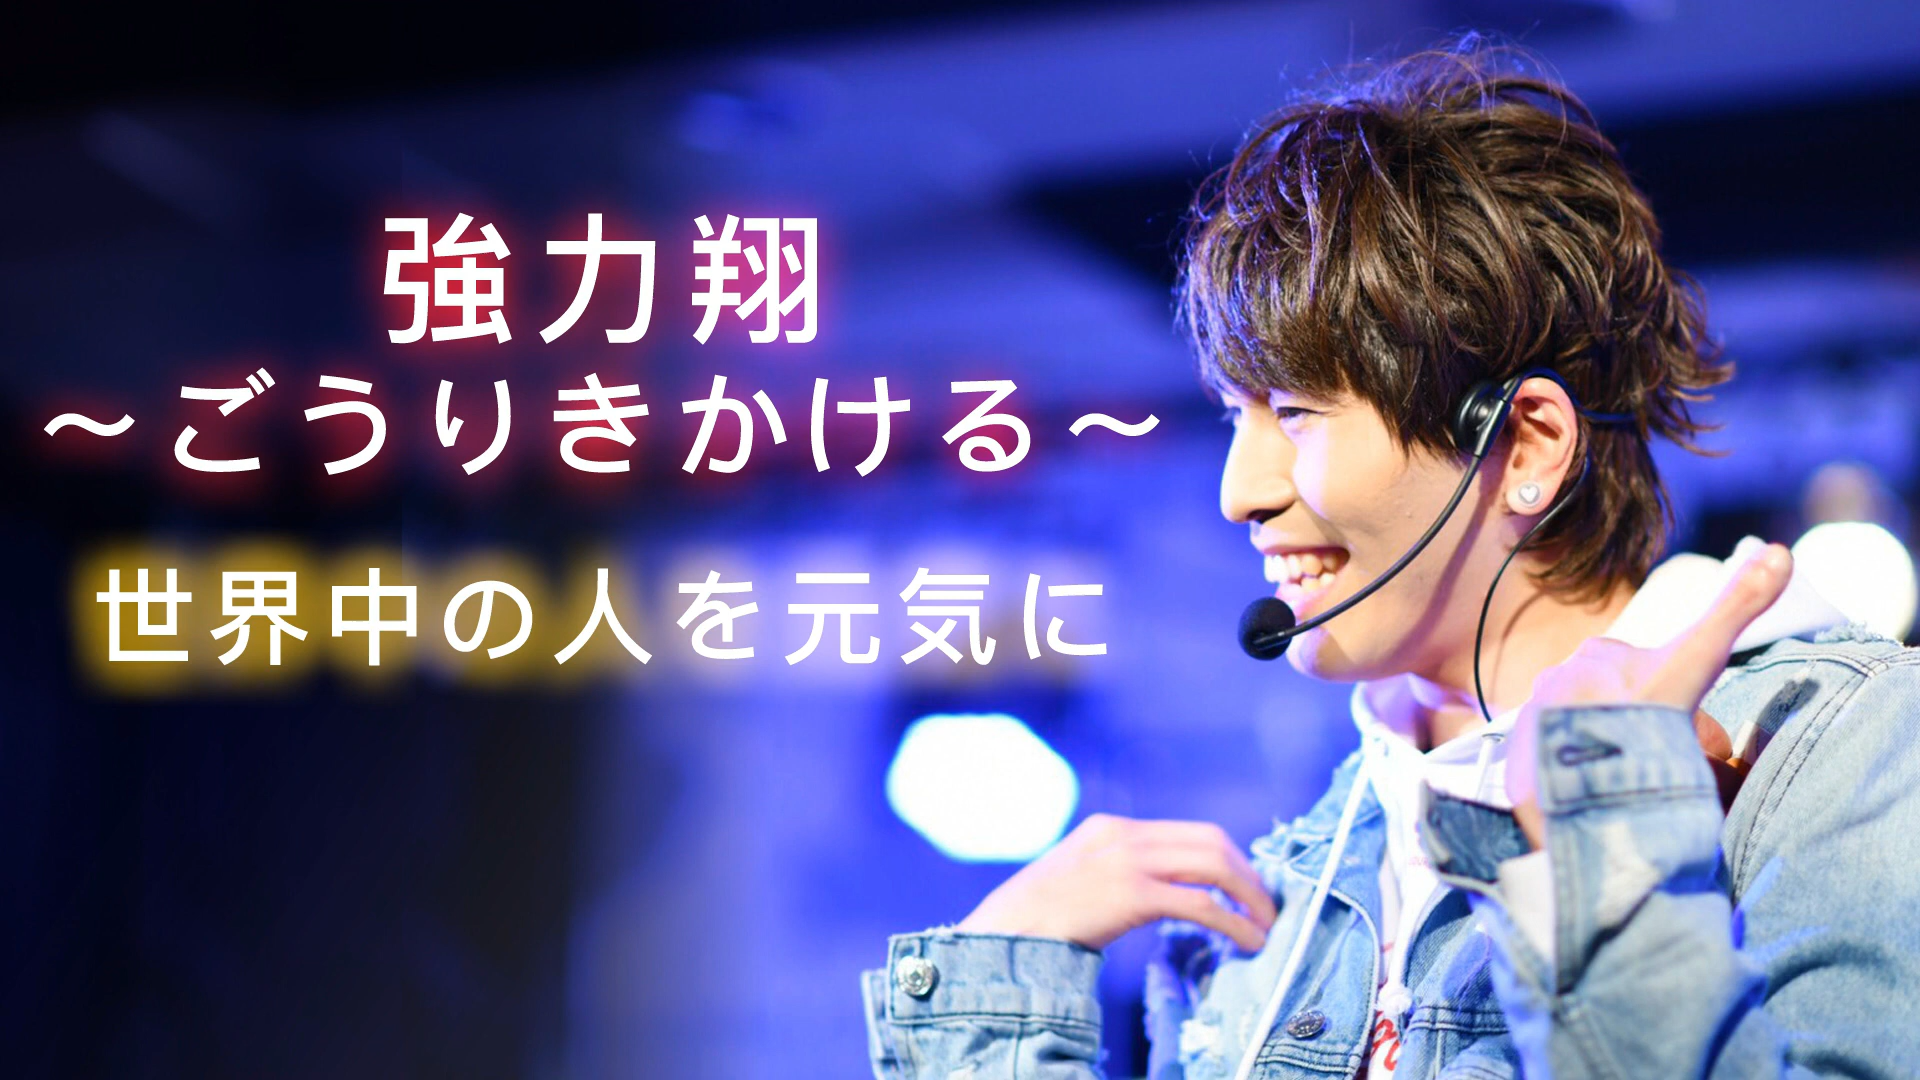 強力翔
～ごうりきかける～
世界中の人を元気に